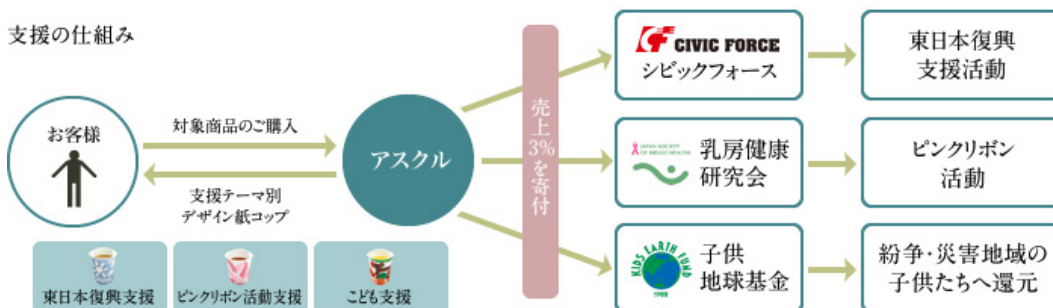 支援の仕組み
お客様
対象商品のご購入
支援テーマ別
デザイン紙コップ
アスクル
売上3%を寄付
CIVIC FORCE
シビックフォース
東日本復興
支援活動
JAPAN SOCIETY
OF BREAST HEALTH
乳房健康
研究会
ピンクリボン
活動
KIDS EARTH FUND
1988
子供
地球基金
紛争・災害地域の
子供たちへ還元
東日本復興支援
ピンクリボン活動支援
こども支援